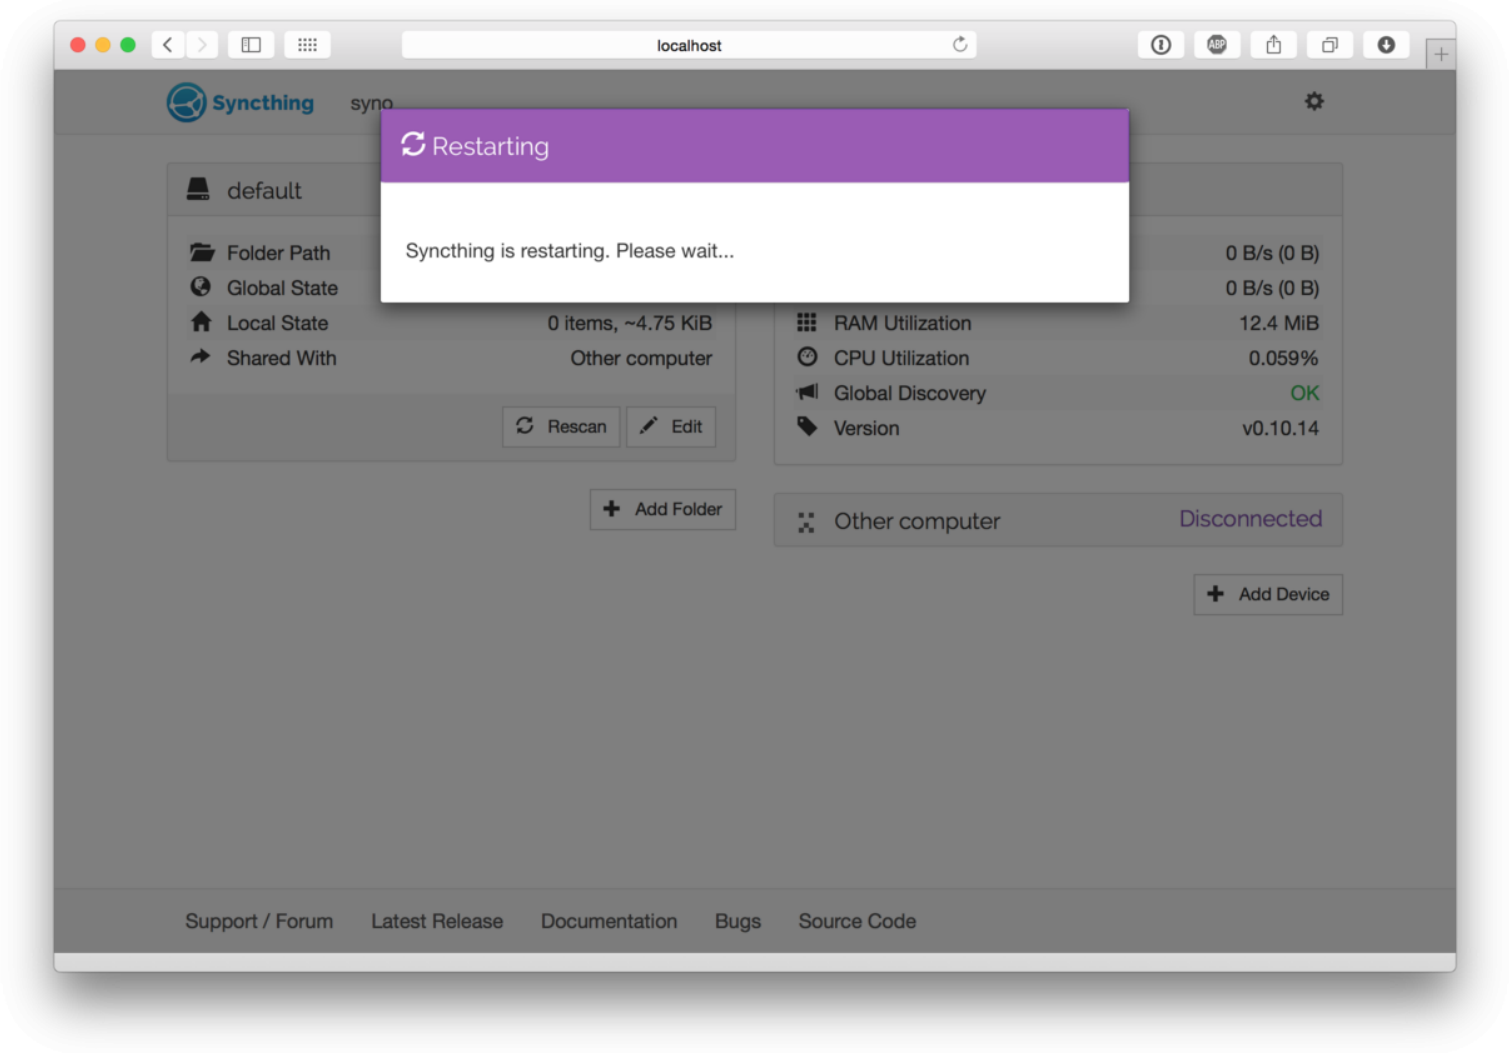 localhost
ABP
Syncthing syno
Restarting
Syncthing is restarting. Please wait...
default
Folder Path
Global State
Local State 0 items, ~4.75 KiB
Shared With Other computer
Rescan Edit
Add Folder
0 B/s (0 B)
0 B/s (0 B)
RAM Utilization 12.4 MiB
CPU Utilization 0.059%
Global Discovery OK
Version v0.10.14
Other computer Disconnected
Add Device
Support / Forum Latest Release Documentation Bugs Source Code